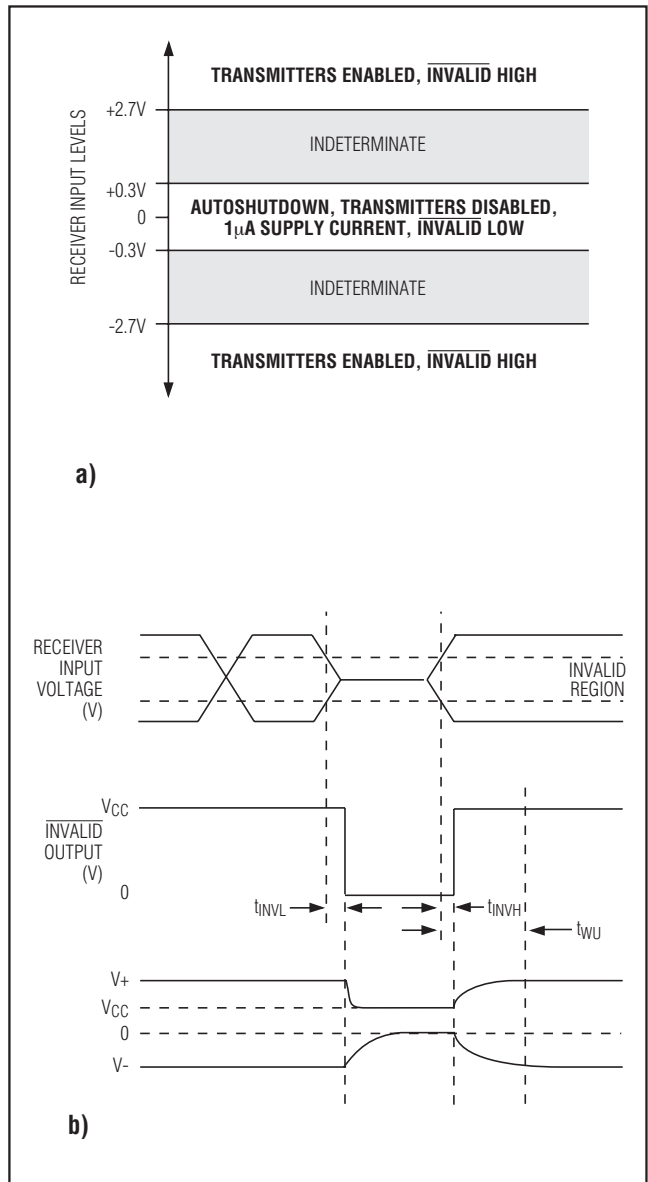 TRANSMITTERS ENABLED, INVALID HIGH
+2.7V
INDETERMINATE
+0.3V
RECEIVER INPUT LEVELS
AUTOSHUTDOWN, TRANSMITTERS DISABLED,
0
1μA SUPPLY CURRENT, INVALID LOW
-0.3V
INDETERMINATE
-2.7V
TRANSMITTERS ENABLED, INVALID HIGH
a)
RECEIVER
INPUT
VOLTAGE
(V)
INVALID
REGION
VCC
INVALID
OUTPUT
(V)
0
tINVL
tINVH
tWU
V+
VCC
0
V-
b)